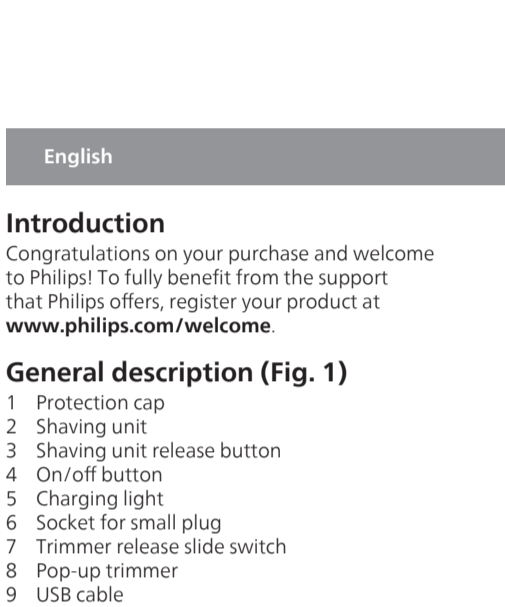 English
Introduction
Congratulations on your purchase and welcome
to Philips! To fully benefit from the support
that Philips offers, register your product at
www.philips.com/welcome.
General description (Fig. 1)
1 Protection cap
2 Shaving unit
3 Shaving unit release button
4 On/off button
5 Charging light
6 Socket for small plug
7 Trimmer release slide switch
8 Pop-up trimmer
9 USB cable